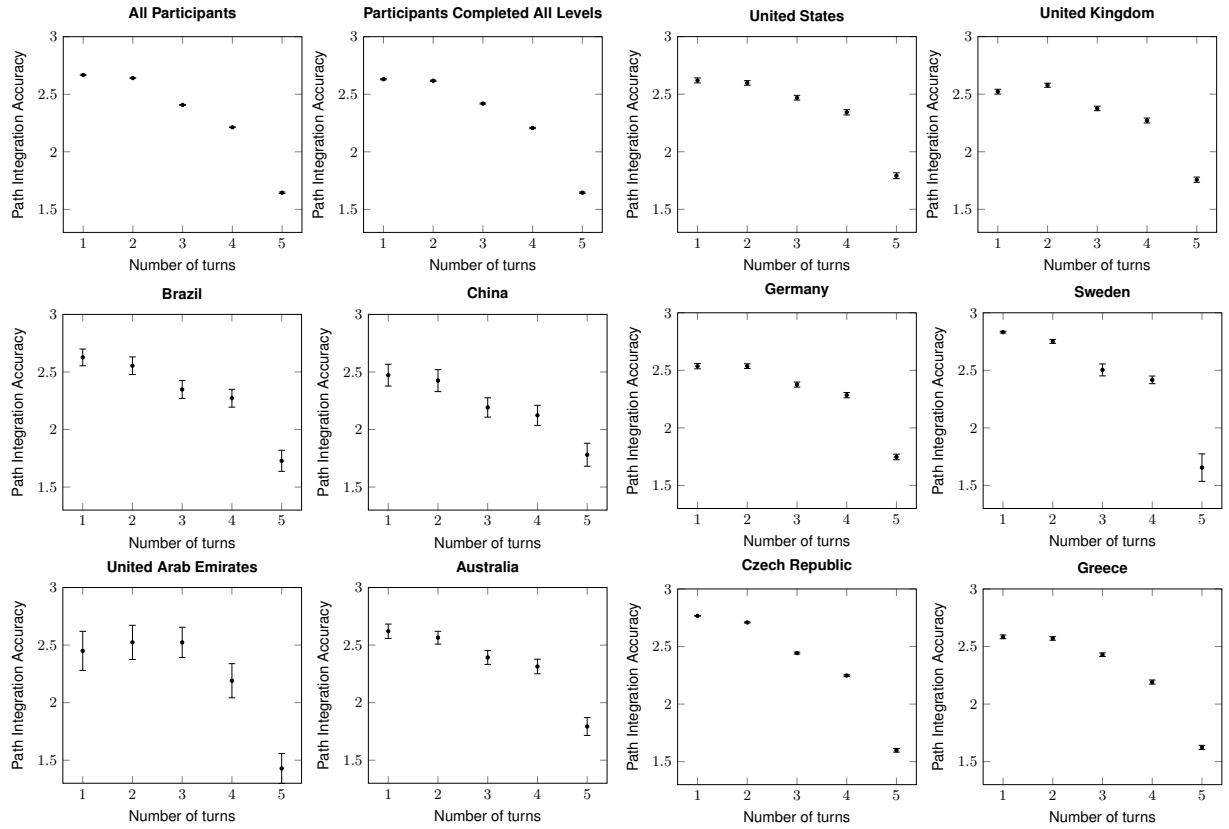 All Participants
3
2.5
2
1.5
1 2 3 4 5
Path Integration Accuracy
Number of turns
Participants Completed All Levels
3
2.5
2
1.5
1 2 3 4 5
Path Integration Accuracy
Number of turns
United States
3
2.5
2
1.5
1 2 3 4 5
Path Integration Accuracy
Number of turns
United Kingdom
3
2.5
2
1.5
1 2 3 4 5
Path Integration Accuracy
Number of turns
Brazil
3
2.5
2
1.5
1 2 3 4 5
Path Integration Accuracy
Number of turns
China
3
2.5
2
1.5
1 2 3 4 5
Path Integration Accuracy
Number of turns
Germany
3
2.5
2
1.5
1 2 3 4 5
Path Integration Accuracy
Number of turns
Sweden
3
2.5
2
1.5
1 2 3 4 5
Path Integration Accuracy
Number of turns
United Arab Emirates
3
2.5
2
1.5
1 2 3 4 5
Path Integration Accuracy
Number of turns
Australia
3
2.5
2
1.5
1 2 3 4 5
Path Integration Accuracy
Number of turns
Czech Republic
3
2.5
2
1.5
1 2 3 4 5
Path Integration Accuracy
Number of turns
Greece
3
2.5
2
1.5
1 2 3 4 5
Path Integration Accuracy
Number of turns